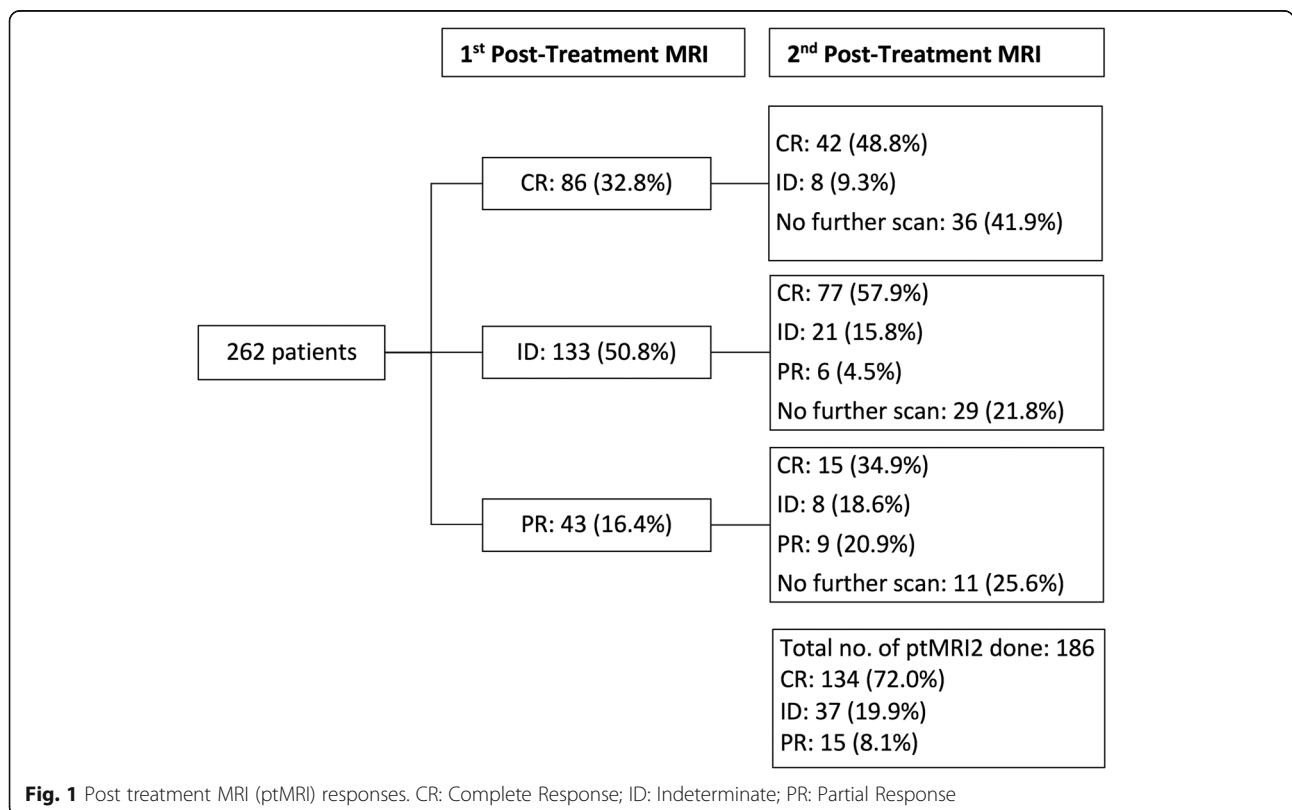 1st Post-Treatment MRI
2nd Post-Treatment MRI
262 patients
CR: 86 (32.8%)
CR: 42 (48.8%)
ID: 8 (9.3%)
No further scan: 36 (41.9%)
ID: 133 (50.8%)
CR: 77 (57.9%)
ID: 21 (15.8%)
PR: 6 (4.5%)
No further scan: 29 (21.8%)
PR: 43 (16.4%)
CR: 15 (34.9%)
ID: 8 (18.6%)
PR: 9 (20.9%)
No further scan: 11 (25.6%)
Total no. of ptMRI2 done: 186
CR: 134 (72.0%)
ID: 37 (19.9%)
PR: 15 (8.1%)
Fig. 1 Post treatment MRI (ptMRI) responses. CR: Complete Response; ID: Indeterminate; PR: Partial Response